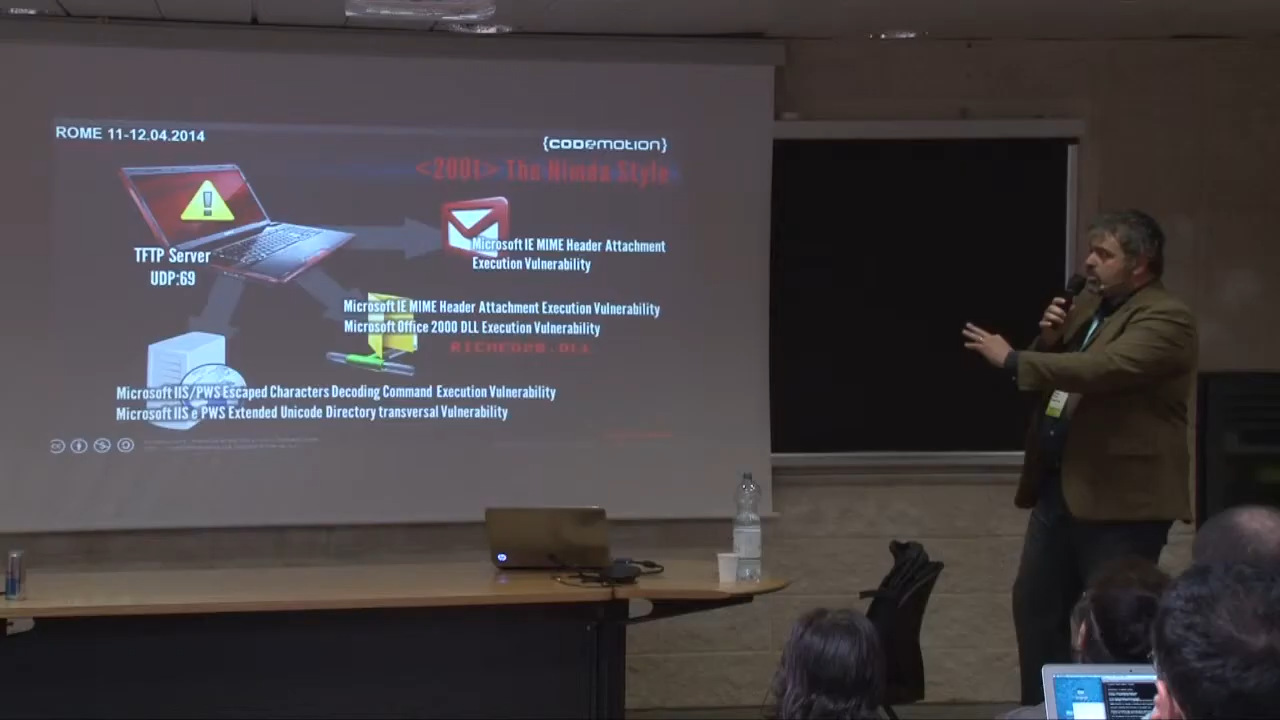 ROME 11-12.04.2014
{CODEMOTION}
<2001> The Nimda Style
TFTP Server
UDP:69
Microsoft IE MIME Header Attachment
Execution Vulnerability
Microsoft IE MIME Header Attachment Execution Vulnerability
Microsoft Office 2000 DLL Execution Vulnerability
RICHED20.DLL
Microsoft IIS/PWS Escaped Characters Decoding Command Execution Vulnerability
Microsoft IIS e PWS Extended Unicode Directory transversal Vulnerability